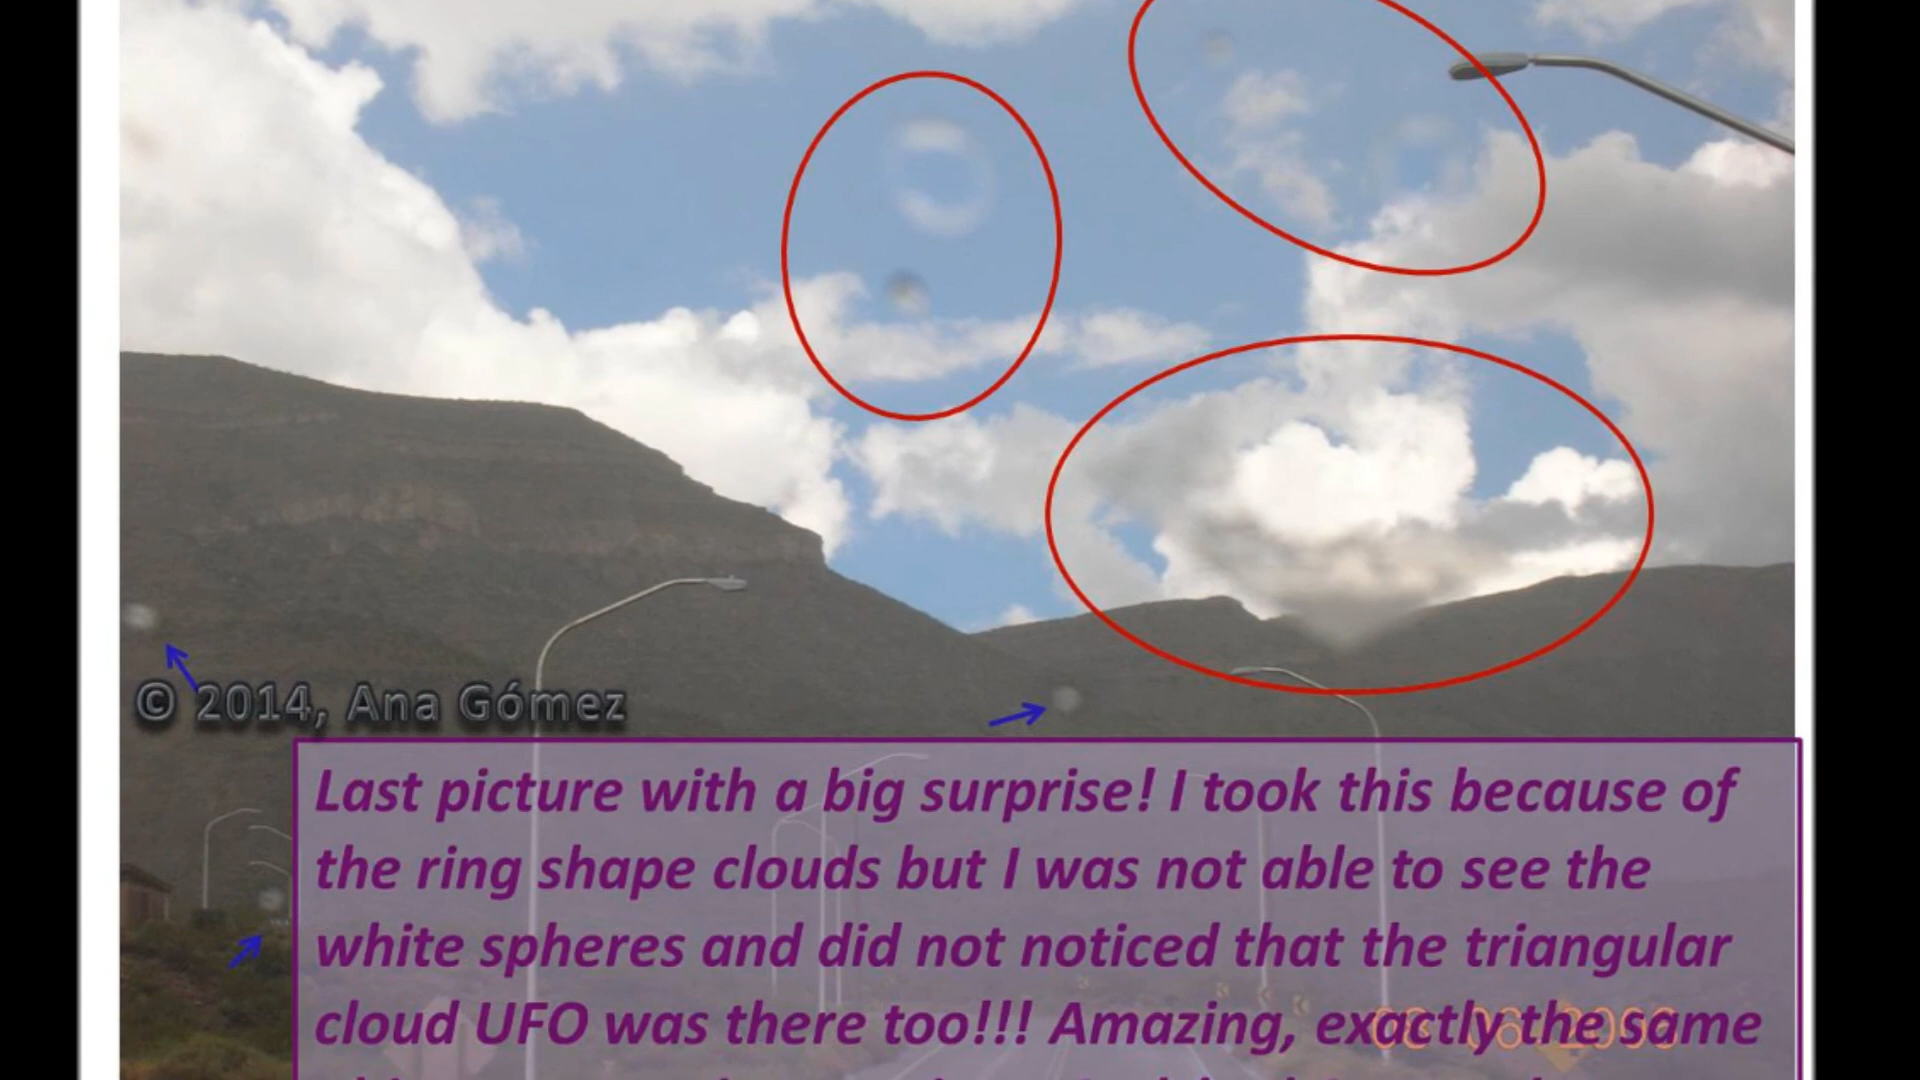 © 2014, Ana Gómez
Last picture with a big surprise! I took this because of
the ring shape clouds but I was not able to see the
white spheres and did not noticed that the triangular
cloud UFO was there too!!! Amazing, exactly the same